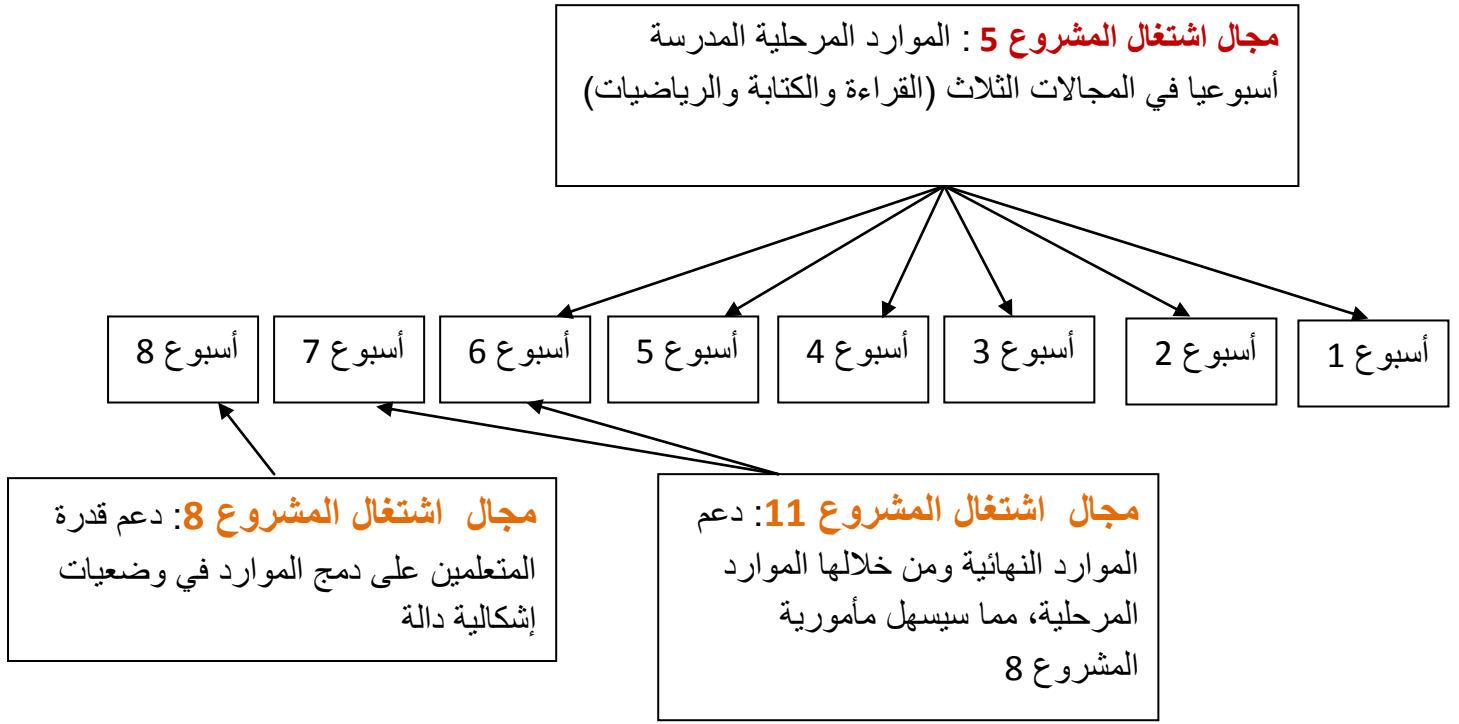 مجال اشتغال المشروع 5 : الموارد المرحلية المدرسة
أسبوعيا في المجالات الثلاث (القراءة والكتابة والرياضيات)
أسبوع 1
أسبوع 2
أسبوع 3
أسبوع 4
أسبوع 5
أسبوع 6
أسبوع 7
أسبوع 8
مجال اشتغال المشروع 11: دعم
الموارد النهائية ومن خلالها الموارد
المرحلية، مما سيسهل مأمورية
المشروع 8
مجال اشتغال المشروع 8: دعم قدرة
المتعلمين على دمج الموارد في وضعيات
إشكالية دالة